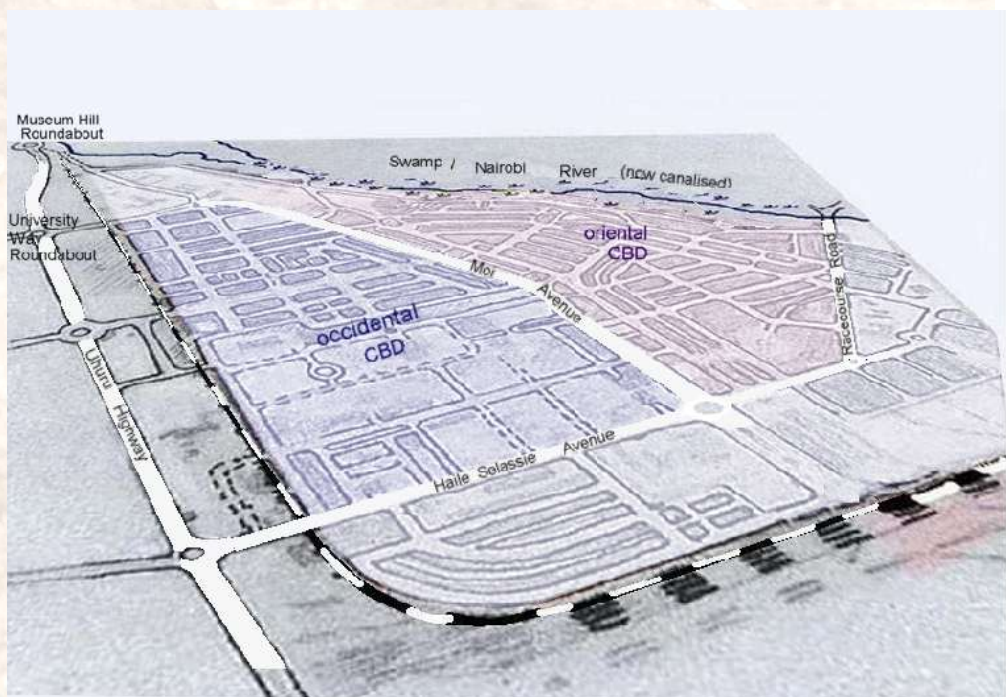 Museum Hill
Roundabout
Swamp / Nairobi River (now canalised)
University
Way
Roundabout
oriental
CBD
Moi Avenue
Racecourse Road
occidental
CBD
Uhuru Highway
Haile Selassie Avenue